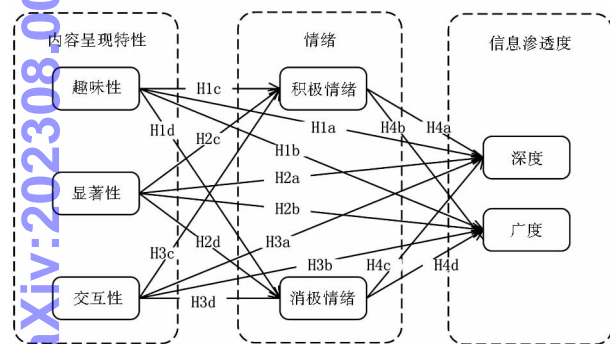 内容呈现特性
情绪
信息渗透度
趣味性
H1c
积极情绪
H1d
H1a
H4b
H4a
H2c
H1b
深度
显著性
H2a
H2b
广度
H2d
H3a
H3c
H3b
H4c
H4d
交互性
H3d
消极情绪
aXiv:202308.00